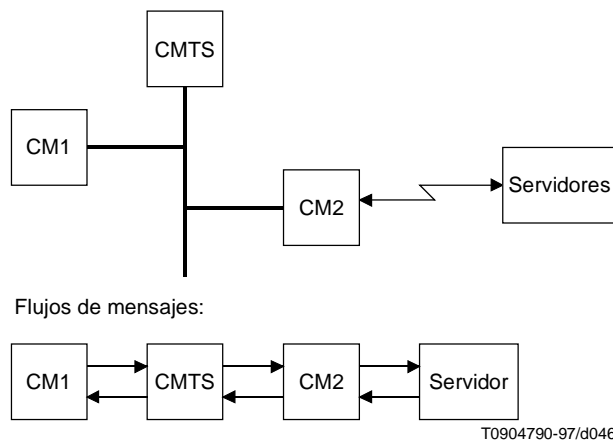 CMTS
CM1
CM2
Servidores
Flujos de mensajes:
CM1
CMTS
CM2
Servidor
T0904790-97/d046